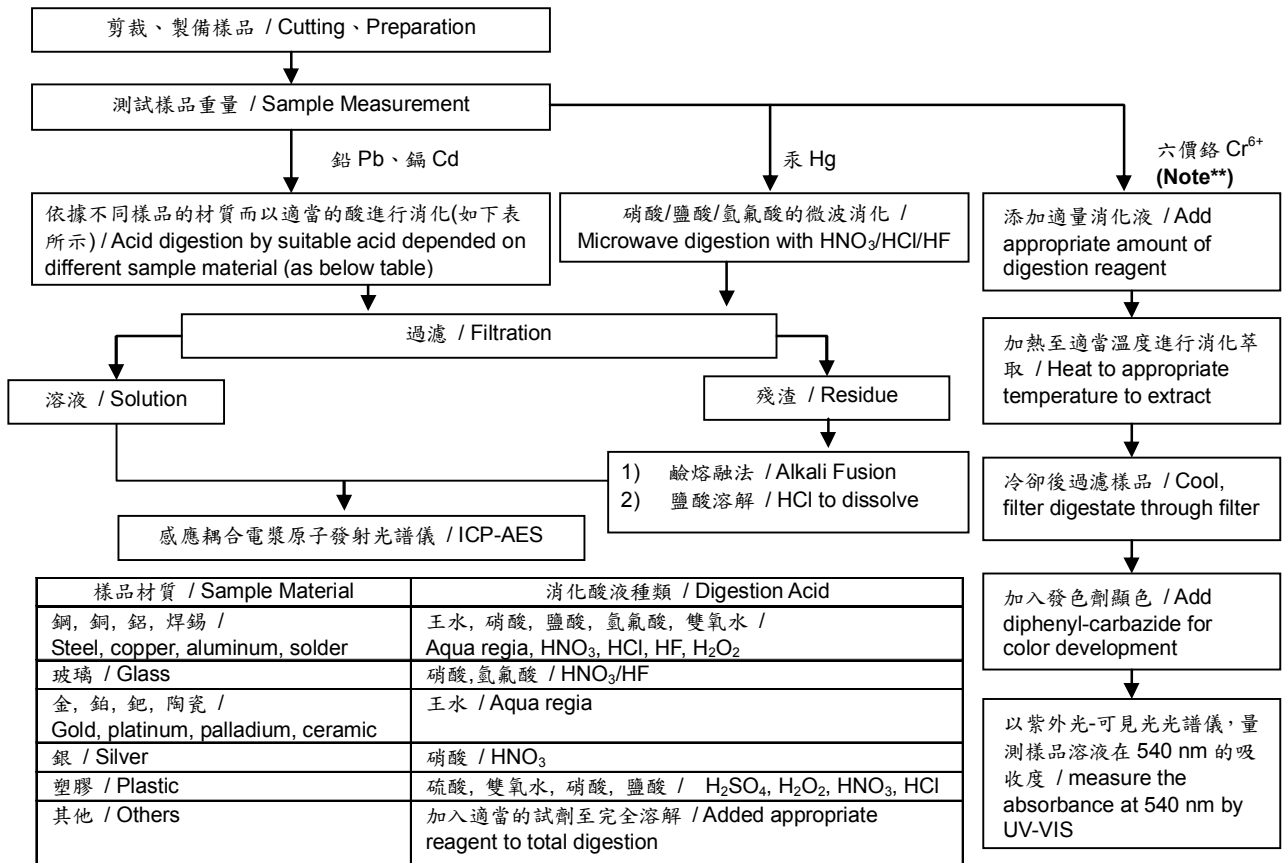 剪裁、製備樣品 / Cutting、Preparation
測試樣品重量 / Sample Measurement
鉛 Pb、鎘 Cd
汞 Hg
六價鉻 Cr⁶⁺
(Note**)
依據不同樣品的材質而以適當的酸進行消化(如下表
所示) / Acid digestion by suitable acid depended on
different sample material (as below table)
硝酸/鹽酸/氫氟酸的微波消化 /
Microwave digestion with HNO₃/HCl/HF
添加適量消化液 / Add
appropriate amount of
digestion reagent
過濾 / Filtration
加熱至適當溫度進行消化萃
取 / Heat to appropriate
temperature to extract
溶液 / Solution
殘渣 / Residue
1) 鹼熔融法 / Alkali Fusion
2) 鹽酸溶解 / HCl to dissolve
冷卻後過濾樣品 / Cool,
filter digestate through filter
感應耦合電漿原子發射光譜儀 / ICP-AES
加入發色劑顯色 / Add
diphenyl-carbazide for
color development
以紫外光-可見光光譜儀，量
測樣品溶液在 540 nm 的吸
收度 / measure the
absorbance at 540 nm by
UV-VIS
樣品材質 / Sample Material
消化酸液種類 / Digestion Acid
鋼, 銅, 鋁, 焊錫 /
Steel, copper, aluminum, solder
王水, 硝酸, 鹽酸, 氫氟酸, 雙氧水 /
Aqua regia, HNO₃, HCl, HF, H₂O₂
玻璃 / Glass
硝酸,氫氟酸 / HNO₃/HF
金, 鉑, 鈀, 陶瓷 /
Gold, platinum, palladium, ceramic
王水 / Aqua regia
銀 / Silver
硝酸 / HNO₃
塑膠 / Plastic
硫酸, 雙氧水, 硝酸, 鹽酸 / H₂SO₄, H₂O₂, HNO₃, HCl
其他 / Others
加入適當的試劑至完全溶解 / Added appropriate
reagent to total digestion